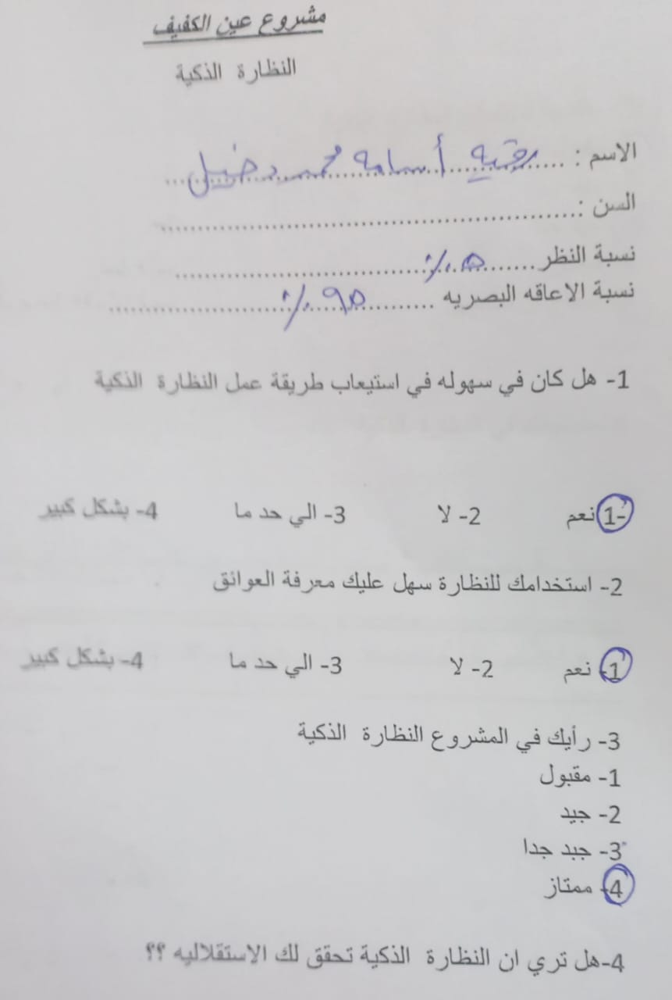 مشروع عين الكفيف
النظارة الذكية
الاسم : رقيه أسامه محمد دخيل
السن :
نسبة النظر ٥٪
نسبة الاعاقه البصريه ٩٥٪
1- هل كان في سهوله في استيعاب طريقة عمل النظارة الذكية
1- نعم 2- لا 3- الي حد ما 4- بشكل كبير
2- استخدامك للنظارة سهل عليك معرفة العوائق
1- نعم 2- لا 3- الي حد ما 4- بشكل كبير
3- رأيك في المشروع النظارة الذكية
1- مقبول
2- جيد
3- جبد جدا
4- ممتاز
4-هل تري ان النظارة الذكية تحقق لك الاستقلاليه ؟؟